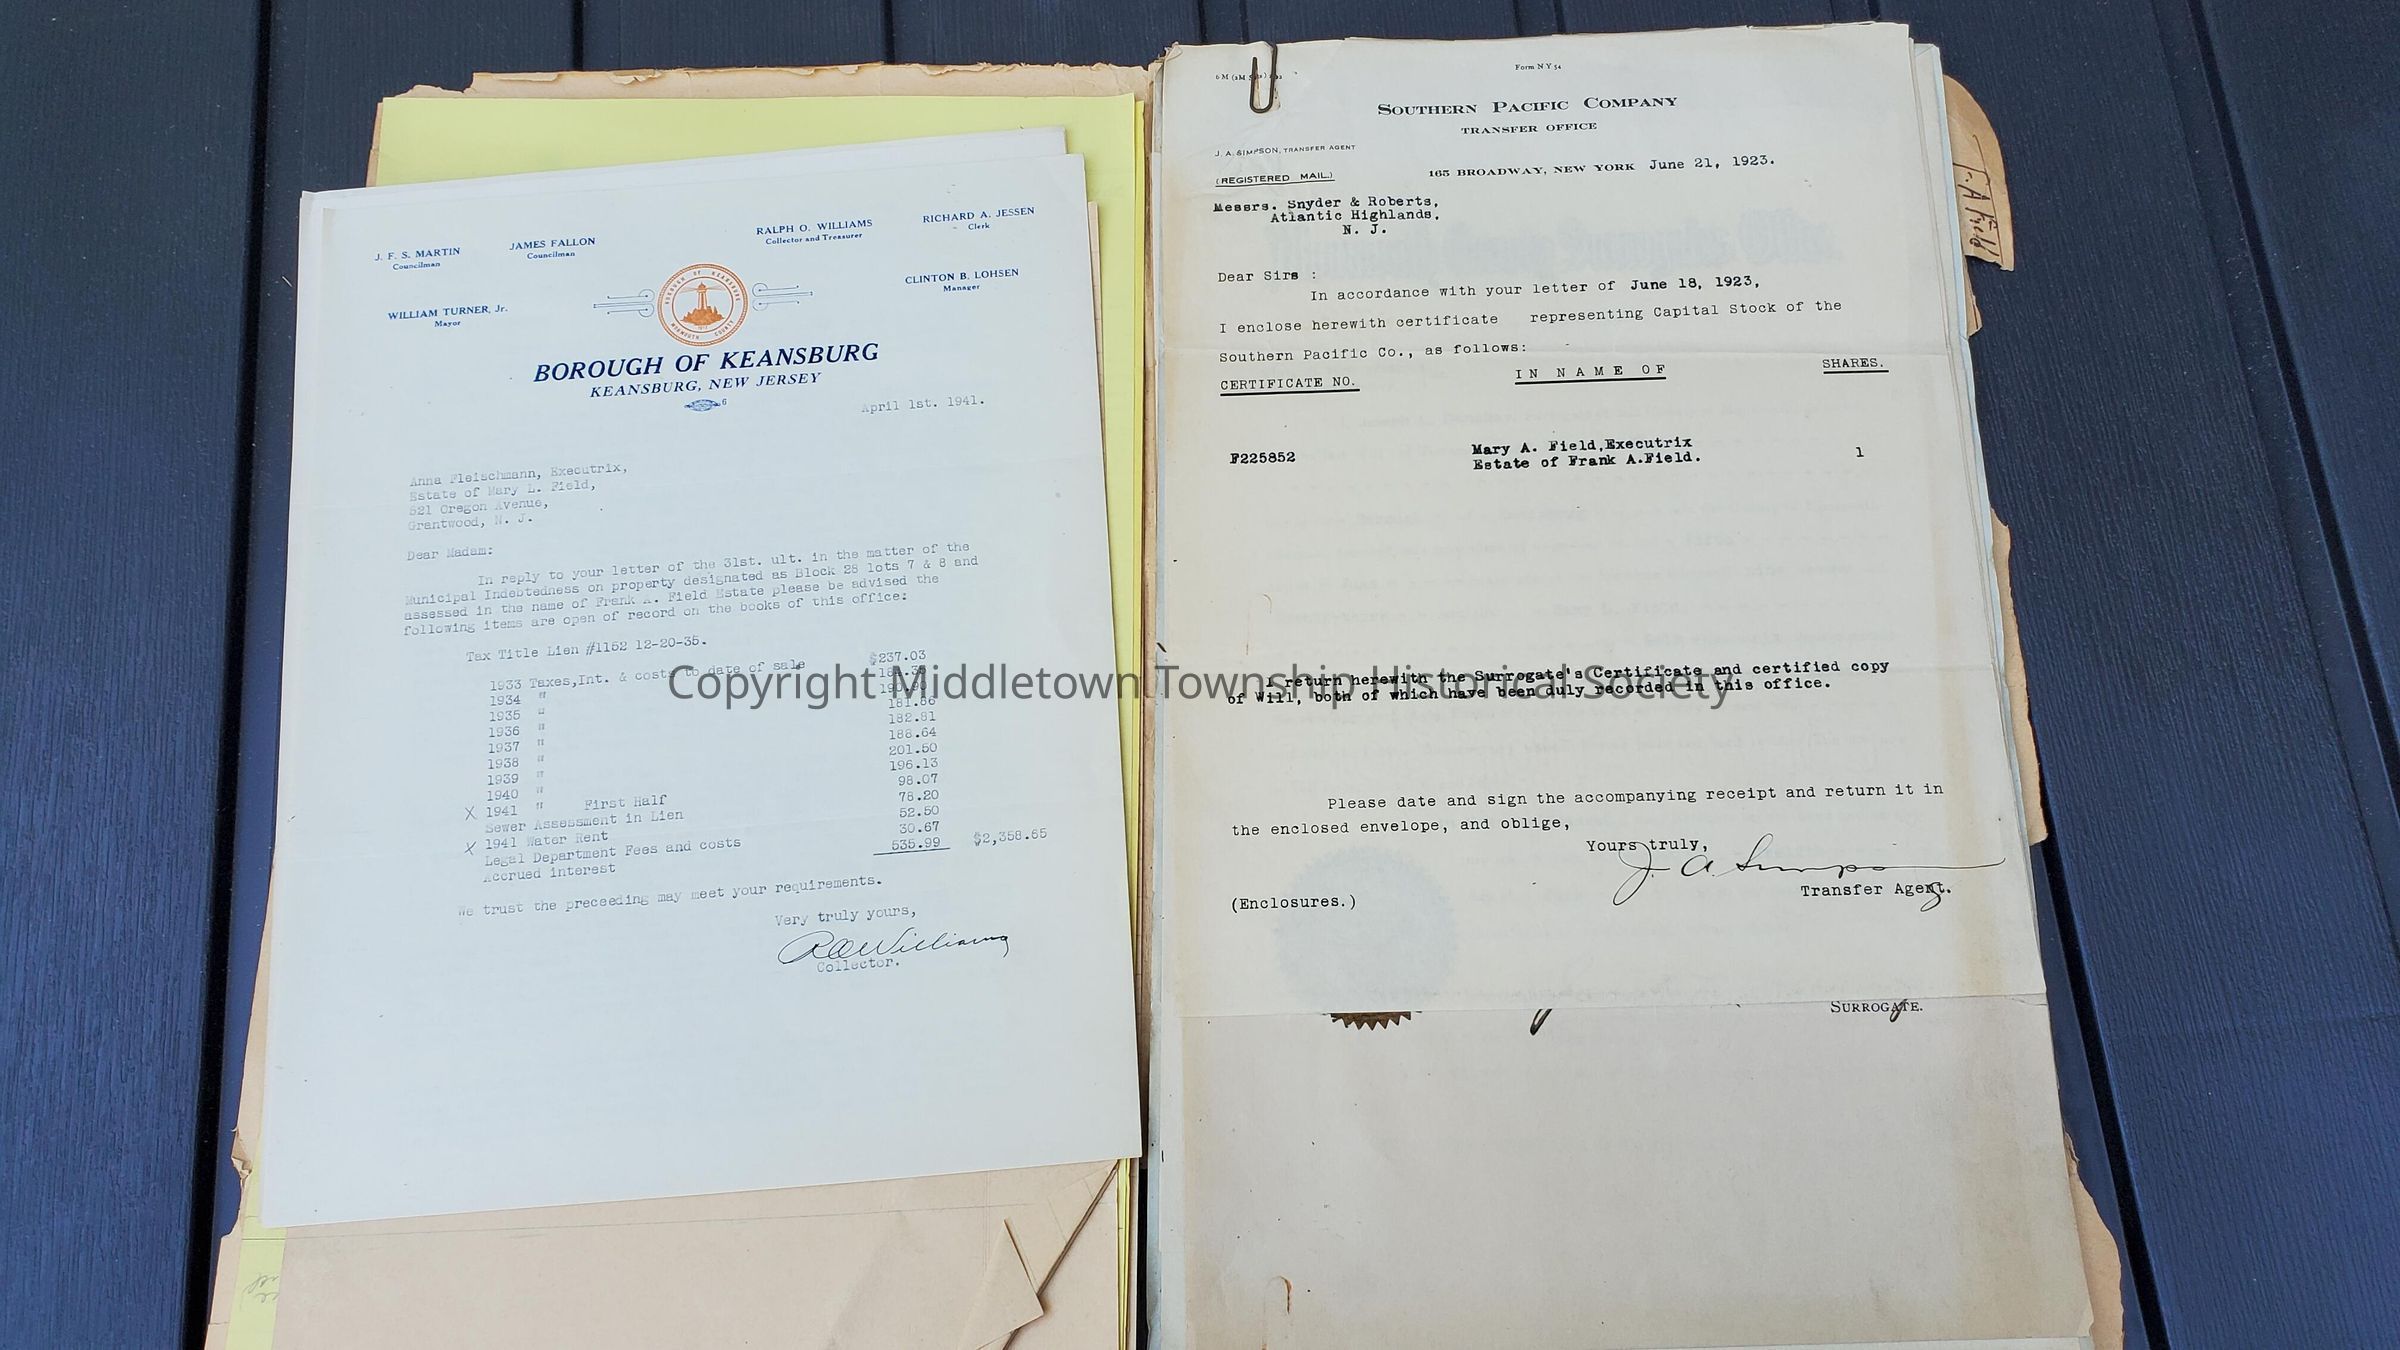 J. F. S. MARTIN
Councilman
JAMES FALLON
Councilman
RALPH O. WILLIAMS
Collector and Treasurer
RICHARD A. JESSEN
Clerk
WILLIAM TURNER, Jr.
Mayor
CLINTON B. LOHSEN
Manager
BOROUGH OF KEANSBURG
MONMOUTH COUNTY
BOROUGH OF KEANSBURG
KEANSBURG, NEW JERSEY
6
April 1st. 1941.
Anna Fleischmann, Executrix,
Estate of Mary L. Field,
521 Oregon Avenue,
Grantwood, N. J.
Dear Madam:
In reply to your letter of the 31st. ult. in the matter of the
Municipal Indebtedness on property designated as Block 28 lots 7 & 8 and
assessed in the name of Frank A. Field Estate please be advised the
following items are open of record on the books of this office:
Tax Title Lien #1152 12-20-35.
1933 Taxes,Int. & costs to date of sale $237.03
1934 "
1935 "
1936 " 181.86
1937 " 182.81
1938 " 188.64
1939 " 201.50
1940 " 196.13
X 1941 " First Half 98.07
Sewer Assessment in Lien 78.20
X 1941 Water Rent 52.50
Legal Department Fees and costs 30.67
Accrued interest 535.99 $2,358.65
We trust the preceeding may meet your requirements.
Very truly yours,
R O Williams
Collector.
6 M
Form N Y 54
SOUTHERN PACIFIC COMPANY
TRANSFER OFFICE
J. A. SIMPSON, TRANSFER AGENT
(REGISTERED MAIL.)
165 BROADWAY, NEW YORK June 21, 1923.
Messrs. Snyder & Roberts,
Atlantic Highlands,
N. J.
Dear Sirs :
In accordance with your letter of June 18, 1923,
I enclose herewith certificate representing Capital Stock of the
Southern Pacific Co., as follows:
CERTIFICATE NO. IN NAME OF SHARES.
F225852 Mary A. Field,Executrix 1
Estate of Frank A.Field.
I return herewith the Surrogate's Certificate and certified copy
of Will, both of which have been duly recorded in this office.
Please date and sign the accompanying receipt and return it in
the enclosed envelope, and oblige,
Yours truly,
J. A. Simpson
Transfer Agent.
(Enclosures.)
SURROGATE.
F. A Field
Copyright Middletown Township Historical Society